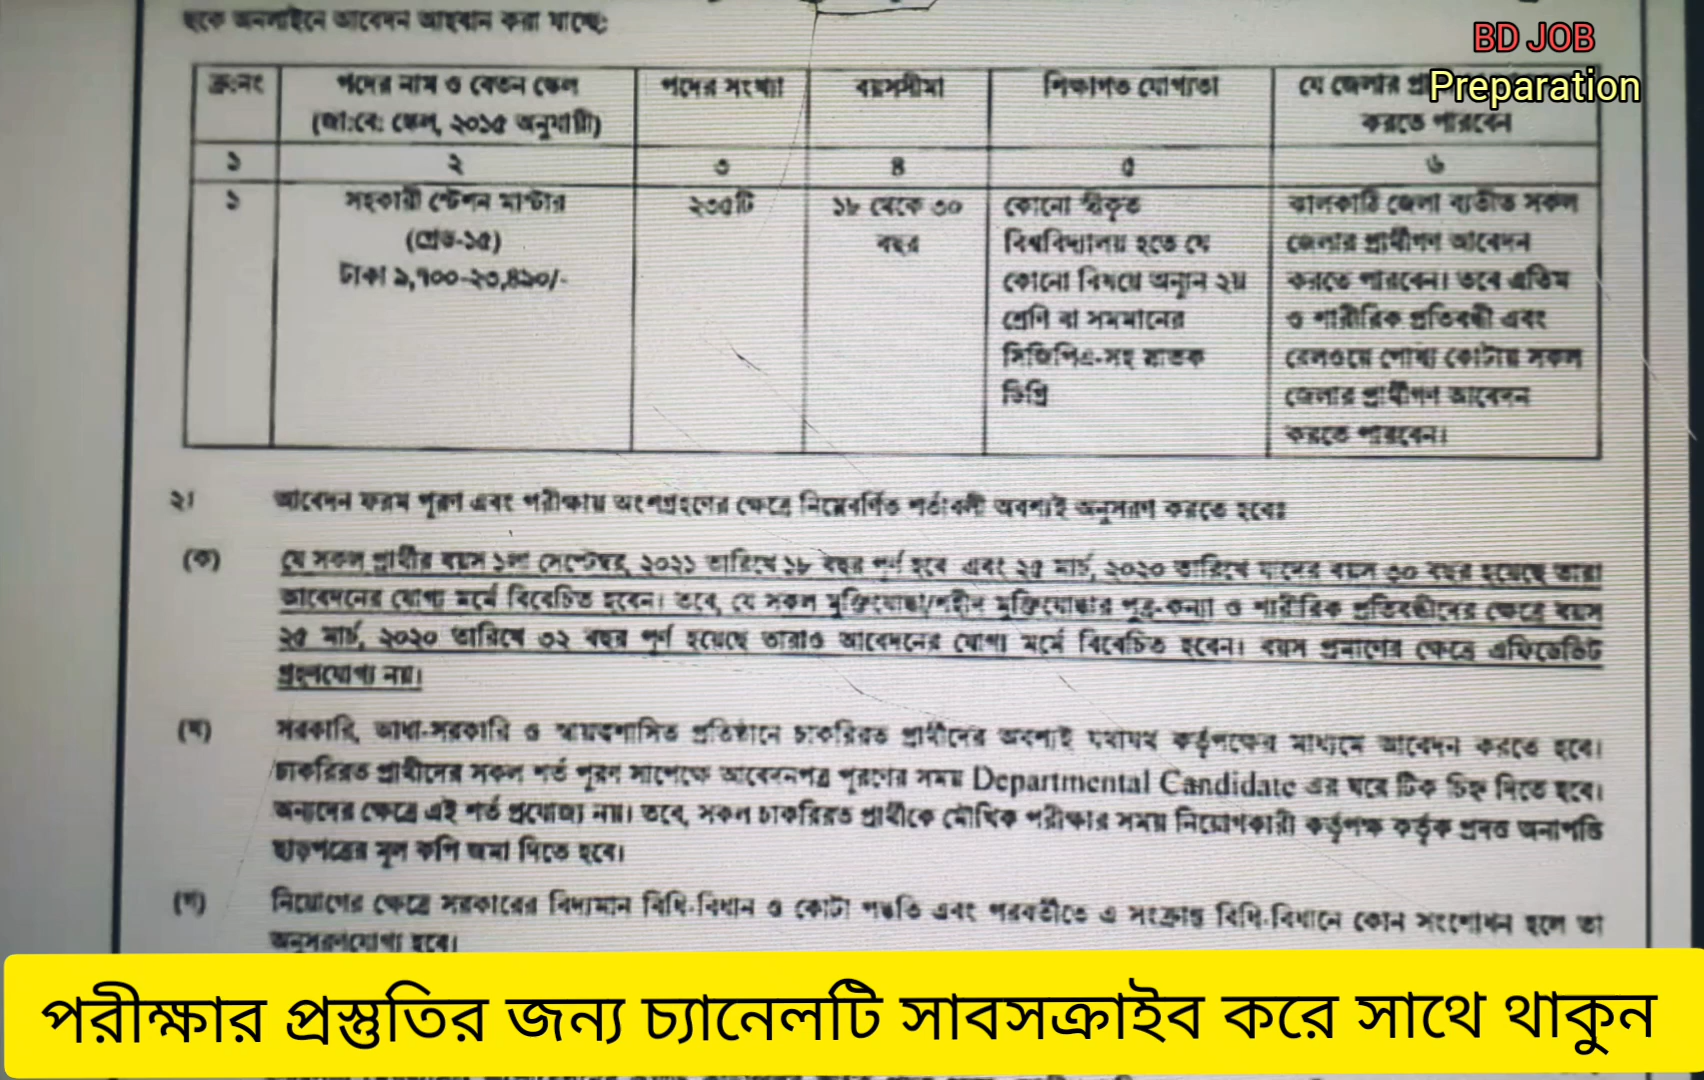 হকে অনলাইনে আবেদন আহবান করা যাচ্ছে:
BD JOB
Preparation
ক্র:নং
পদের নাম ও বেতন স্কেল
(জা:বে: স্কেল, ২০১৫ অনুযায়ী)
পদের সংখ্যা
বয়সসীমা
শিক্ষাগত যোগ্যতা
যে জেলার
করতে পারবেন
১ ২ ৩ ৪ ৫ ৬
১
সহকারী স্টেশন মাস্টার
(গ্রেড-১৫)
টাকা ৯,৭০০-২৩,৪৯০/-
২৩৫টি
১৮ থেকে ৩০
বছর
কোনো স্বীকৃত
বিশ্ববিদ্যালয় হতে যে
কোনো বিষয়ে অন্যূন ২য়
শ্রেণি বা সমমানের
সিজিপিএ-সহ স্নাতক
ডিগ্রি
ঝালকাঠি জেলা ব্যতীত সকল
জেলার প্রার্থীগণ আবেদন
করতে পারবেন। তবে এতিম
ও শারীরিক প্রতিবন্ধী এবং
রেলওয়ে পোষ্য কোটায় সকল
জেলার প্রার্থীগণ আবেদন
করতে পারবেন।
২। আবেদন ফরম পূরণ এবং পরীক্ষায় অংশগ্রহণের ক্ষেত্রে নিম্নেবর্ণিত শর্তাবলী অবশ্যই অনুসরণ করতে হবেঃ
(ক) যে সকল প্রার্থীর বয়স ১লা সেপ্টেম্বর, ২০২১ তারিখে ১৮ বছর পূর্ণ হবে এবং ২৫ মার্চ, ২০২০ তারিখে যাদের বয়স ৩০ বছর হয়েছে তারা
আবেদনের যোগ্য মর্মে বিবেচিত হবেন। তবে, যে সকল মুক্তিযোদ্ধা/শহীদ মুক্তিযোদ্ধার পুত্র-কন্যা ও শারীরিক প্রতিবন্ধীদের ক্ষেত্রে বয়স
২৫ মার্চ, ২০২০ তারিখে ৩২ বছর পূর্ণ হয়েছে তারাও আবেদনের যোগ্য মর্মে বিবেচিত হবেন। বয়স প্রমাণের ক্ষেত্রে এফিডেভিট
গ্রহণযোগ্য নয়।
(খ) সরকারি, আধা-সরকারি ও স্বায়ত্বশাসিত প্রতিষ্ঠানে চাকরিরত প্রার্থীদের অবশ্যই যথাযথ কর্তৃপক্ষের মাধ্যমে আবেদন করতে হবে।
চাকরিরত প্রার্থীদের সকল শর্ত পূরণ সাপেক্ষে আবেদনপত্র পূরণের সময় Departmental Candidate এর ঘরে টিক চিহ্ন দিতে হবে।
অন্যদের ক্ষেত্রে এই শর্ত প্রযোজ্য নয়। তবে, সকল চাকরিরত প্রার্থীকে মৌখিক পরীক্ষার সময় নিয়োগকারী কর্তৃপক্ষ কর্তৃক প্রদত্ত অনাপত্তি
ছাড়পত্রের মূল কপি জমা দিতে হবে।
(গ) নিয়োগের ক্ষেত্রে সরকারের বিদ্যমান বিধি-বিধান ও কোটা পদ্ধতি এবং পরবর্তীতে এ সংক্রান্ত বিধি-বিধানে কোন সংশোধন হলে তা
অনুসরণযোগ্য হবে।
পরীক্ষার প্রস্তুতির জন্য চ্যানেলটি সাবসক্রাইব করে সাথে থাকুন